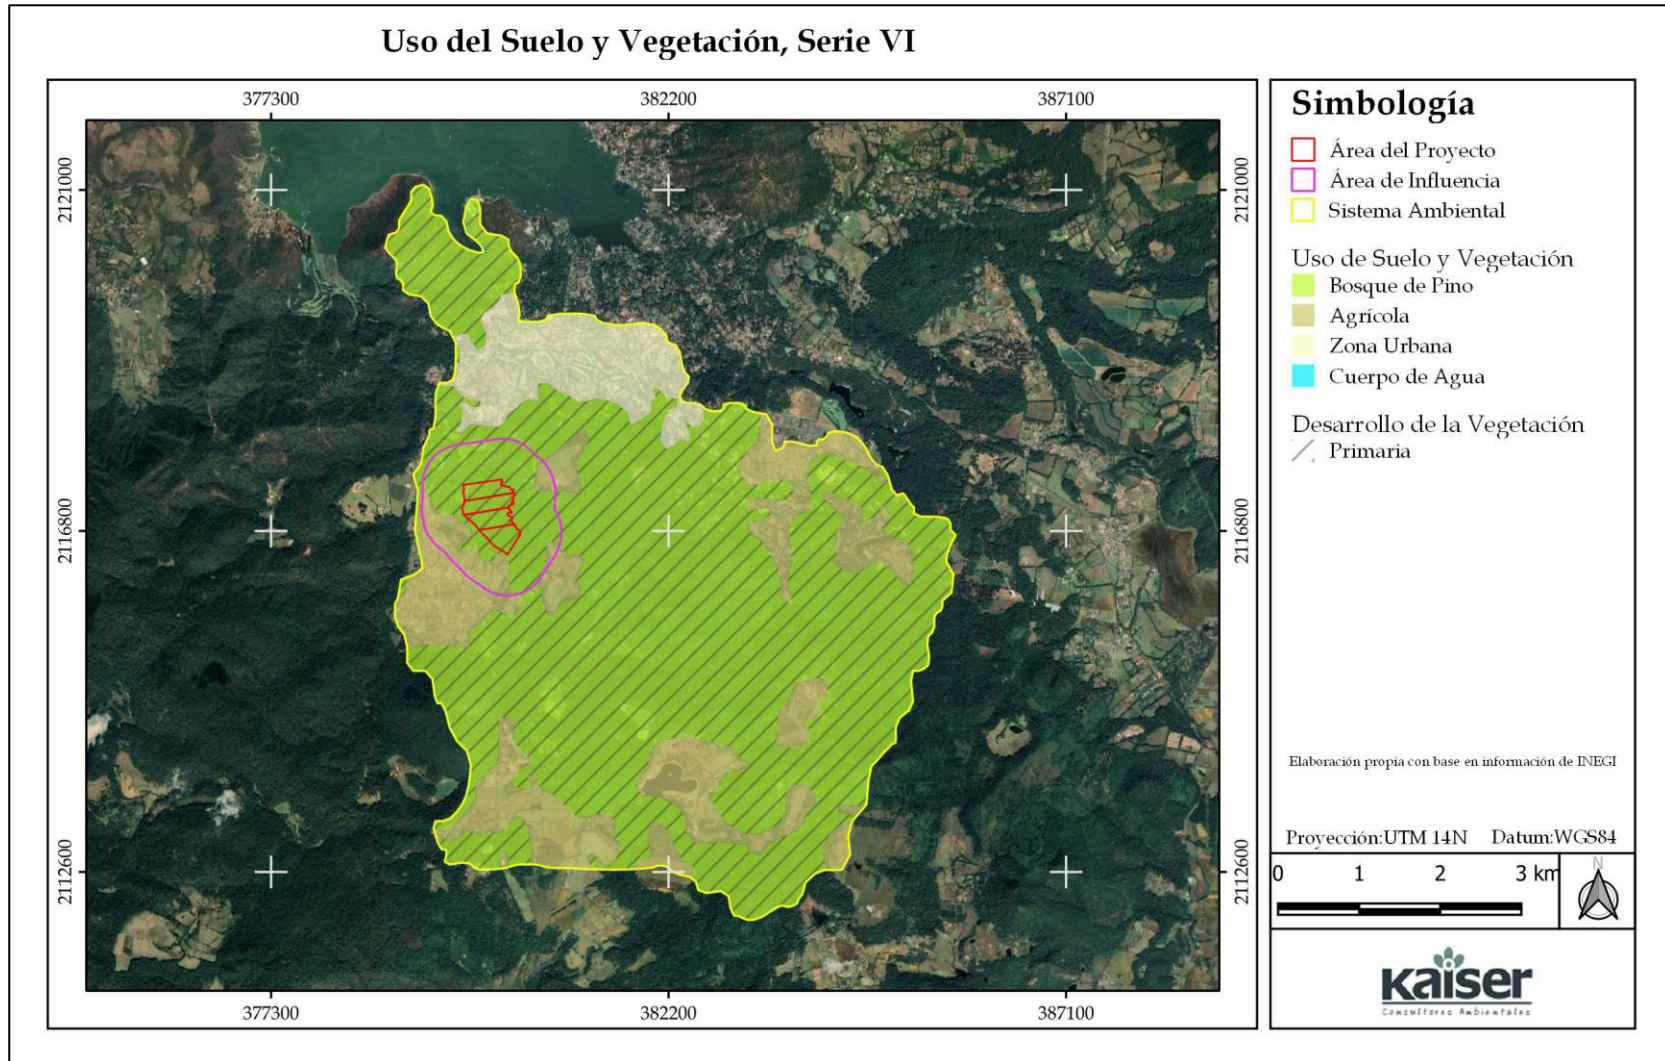 Uso del Suelo y Vegetación, Serie VI
377300 382200 387100
2121000 2121000
2116800 2116800
2112600 2112600
377300 382200 387100
Simbología
Área del Proyecto
Área de Influencia
Sistema Ambiental
Uso de Suelo y Vegetación
Bosque de Pino
Agrícola
Zona Urbana
Cuerpo de Agua
Desarrollo de la Vegetación
Primaria
Elaboración propia con base en información de INEGI
Proyección:UTM 14N Datum:WGS84
0 1 2 3 km
N
Kaiser
Consultores Ambientales